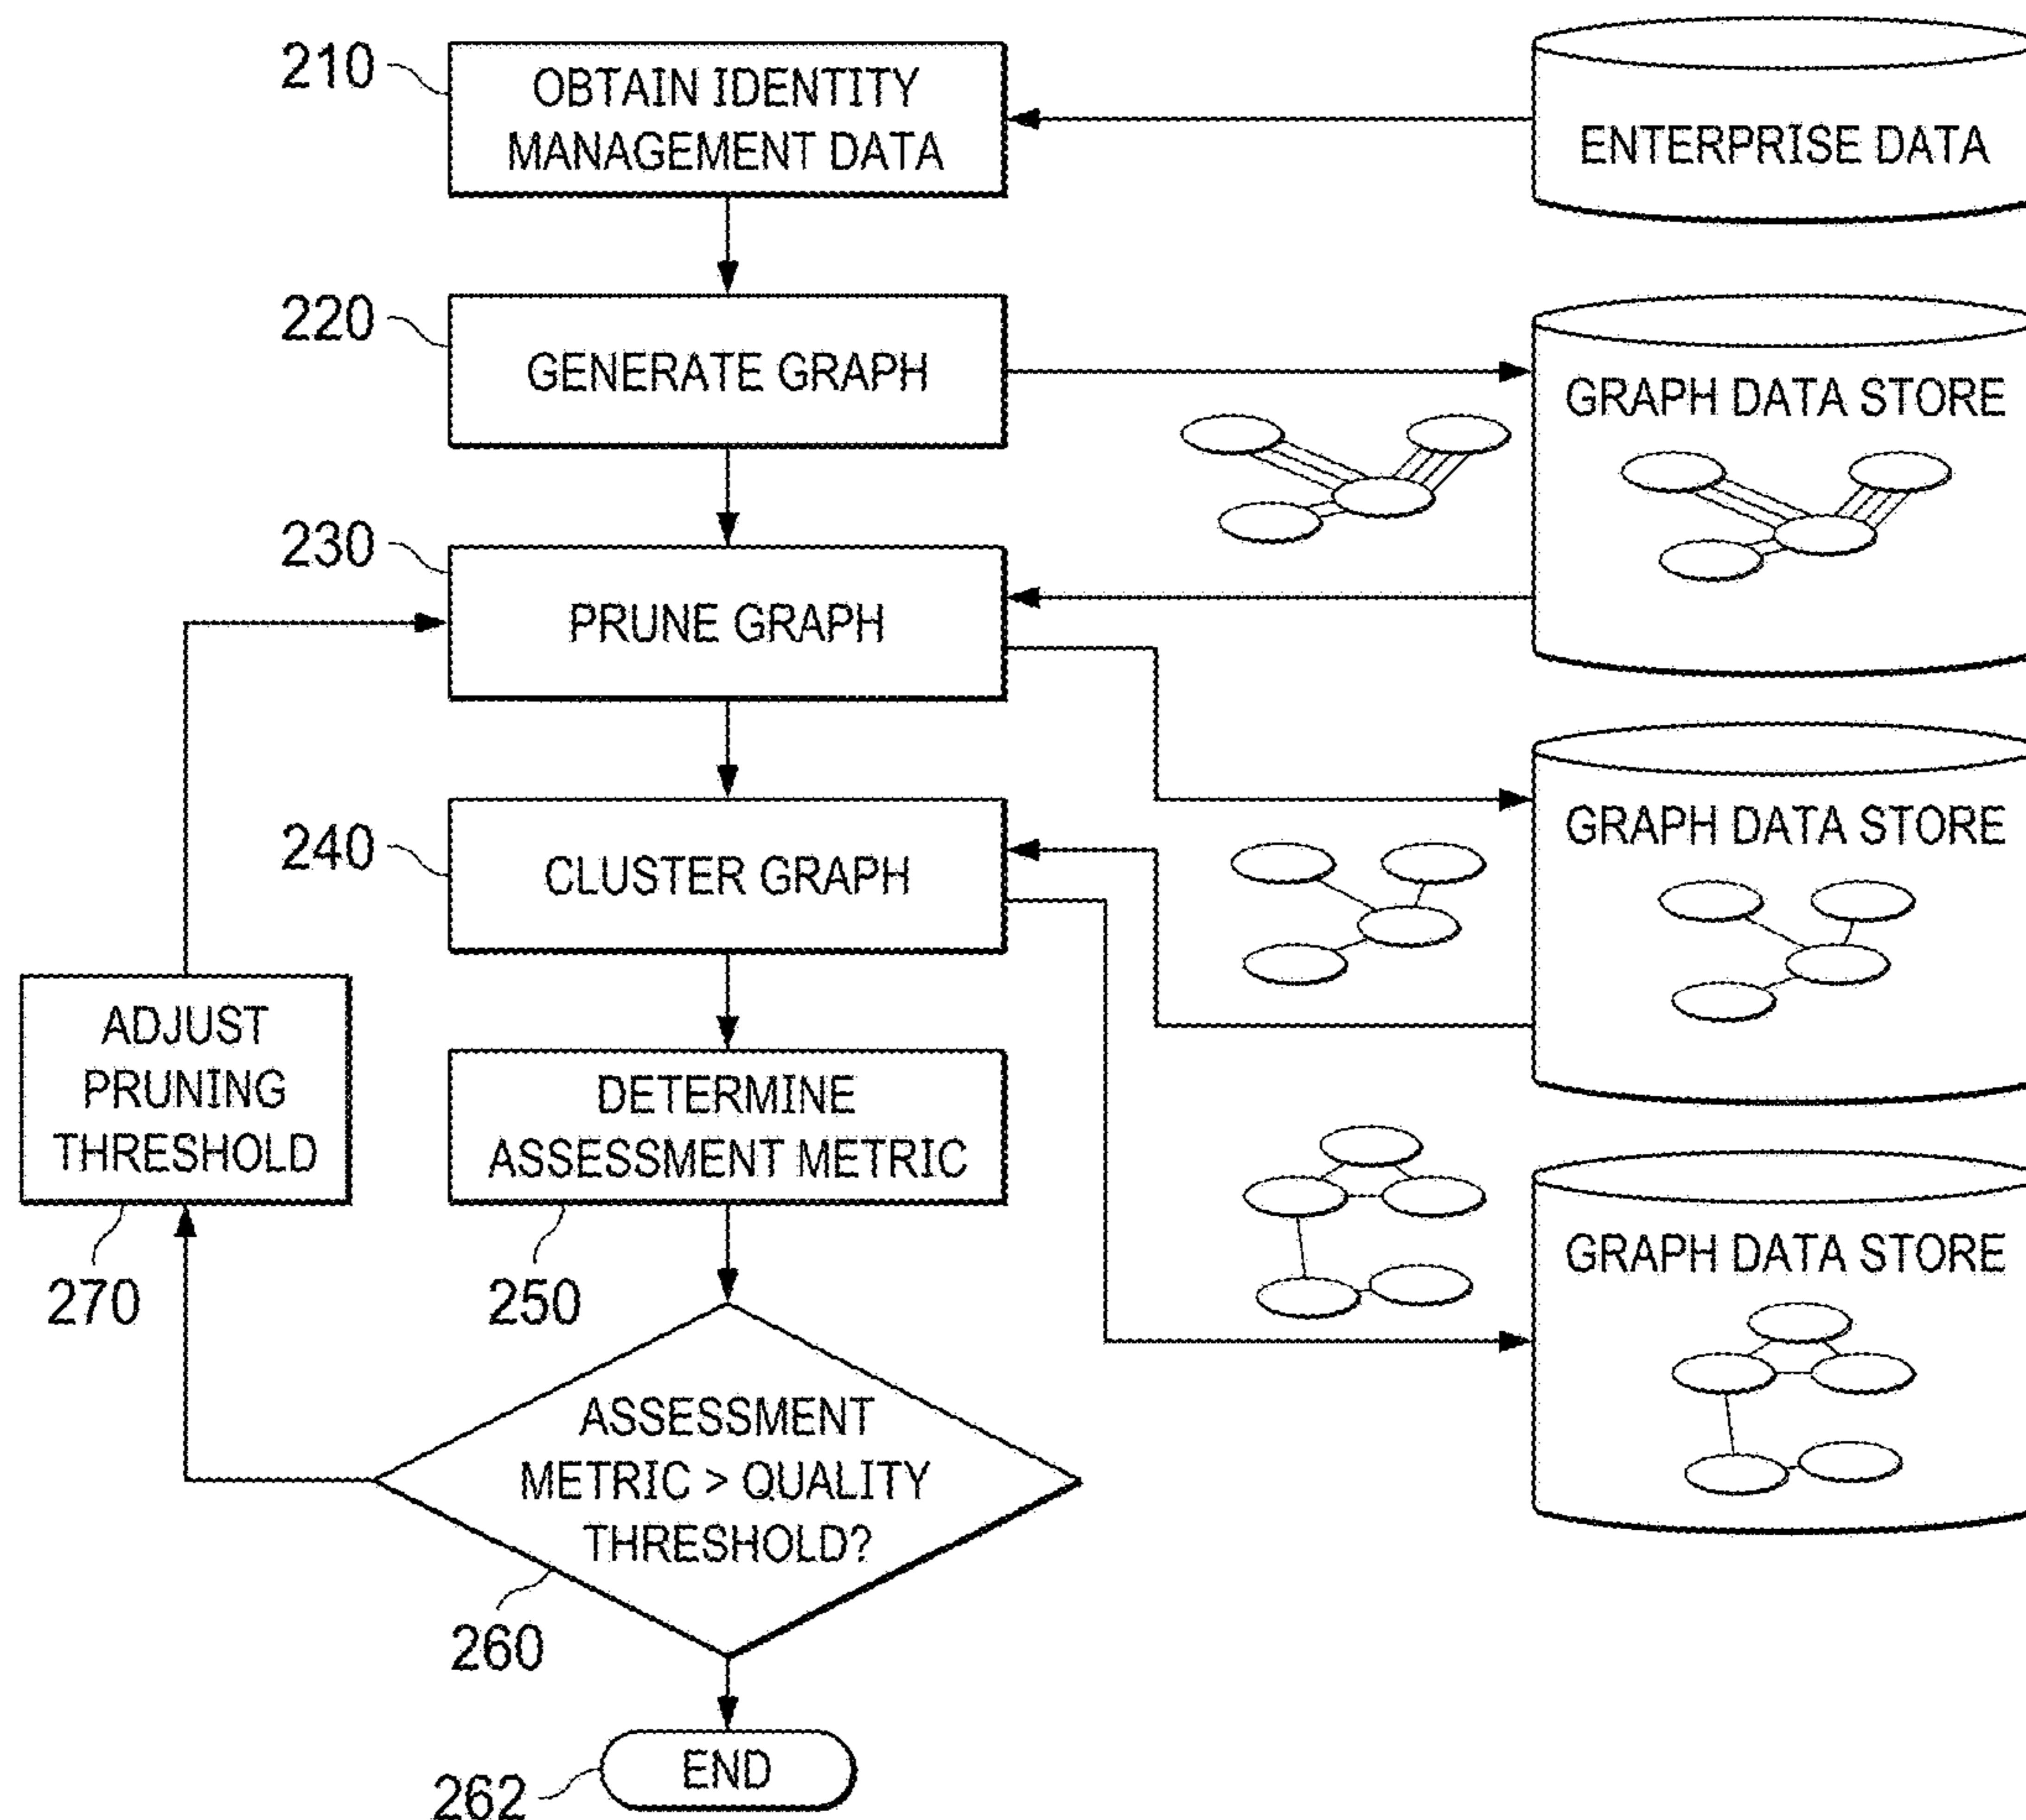 210
OBTAIN IDENTITY
MANAGEMENT DATA
ENTERPRISE DATA
220
GENERATE GRAPH
GRAPH DATA STORE
230
PRUNE GRAPH
240
CLUSTER GRAPH
GRAPH DATA STORE
ADJUST
PRUNING
THRESHOLD
270
DETERMINE
ASSESSMENT METRIC
250
GRAPH DATA STORE
ASSESSMENT
METRIC > QUALITY
THRESHOLD?
260
END
262